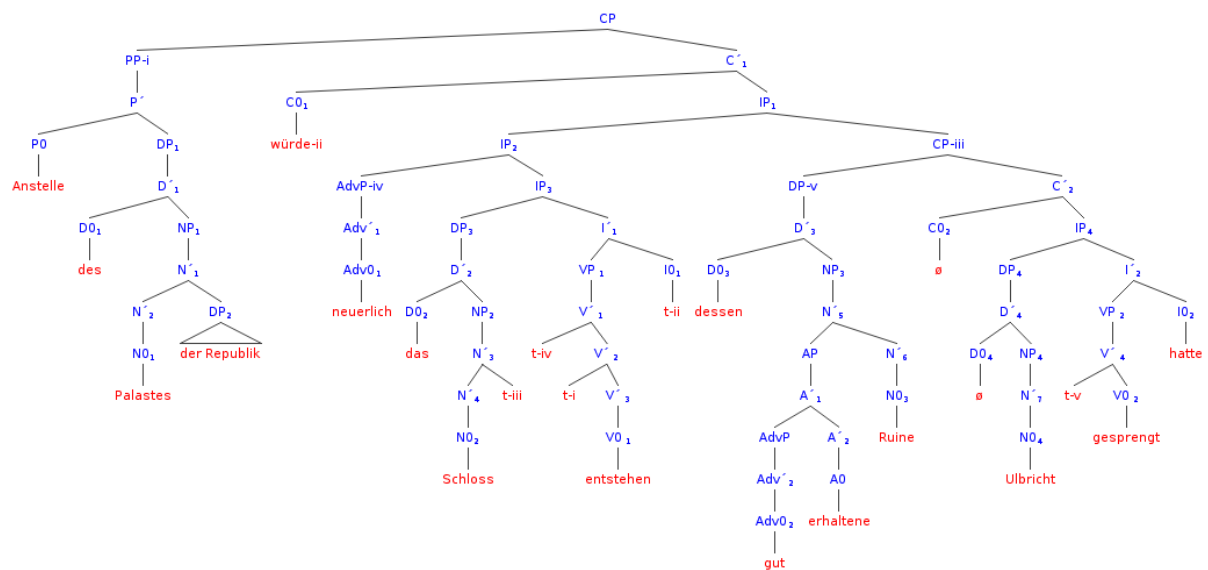 CP
PP-i C´₁
P´ C0₁ IP₁
P0 DP₁ würde-ii IP₂ CP-iii
Anstelle D´₁ AdvP-iv IP₃ DP-v C´₂
D0₁ NP₁ Adv´₁ DP₃ I´₁ D´₃ C0₂ IP₄
des N´₁ Adv0₁ D´₂ VP₁ I0₁ D0₃ NP₃ ø DP₄ I´₂
N´₂ DP₂ neuerlich D0₂ NP₂ V´₁ t-ii dessen N´₅ D´₄ VP₂ I0₂
N0₁ der Republik das N´₃ t-iv V´₂ AP N´₆ D0₄ NP₄ V´₄ hatte
Palastes N´₄ t-iii t-i V´₃ A´₁ N0₃ ø N´₇ t-v V0₂
N0₂ V0₁ AdvP A´₂ Ruine N0₄ gesprengt
Schloss entstehen Adv´₂ A0 Ulbricht
Adv0₂ erhaltene
gut